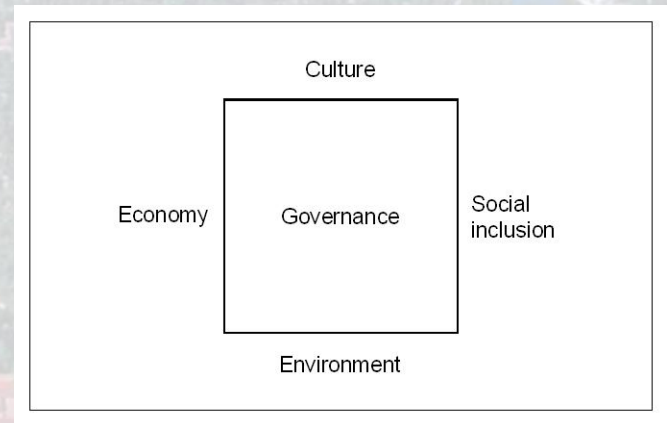 Culture
Economy
Governance
Social
inclusion
Environment